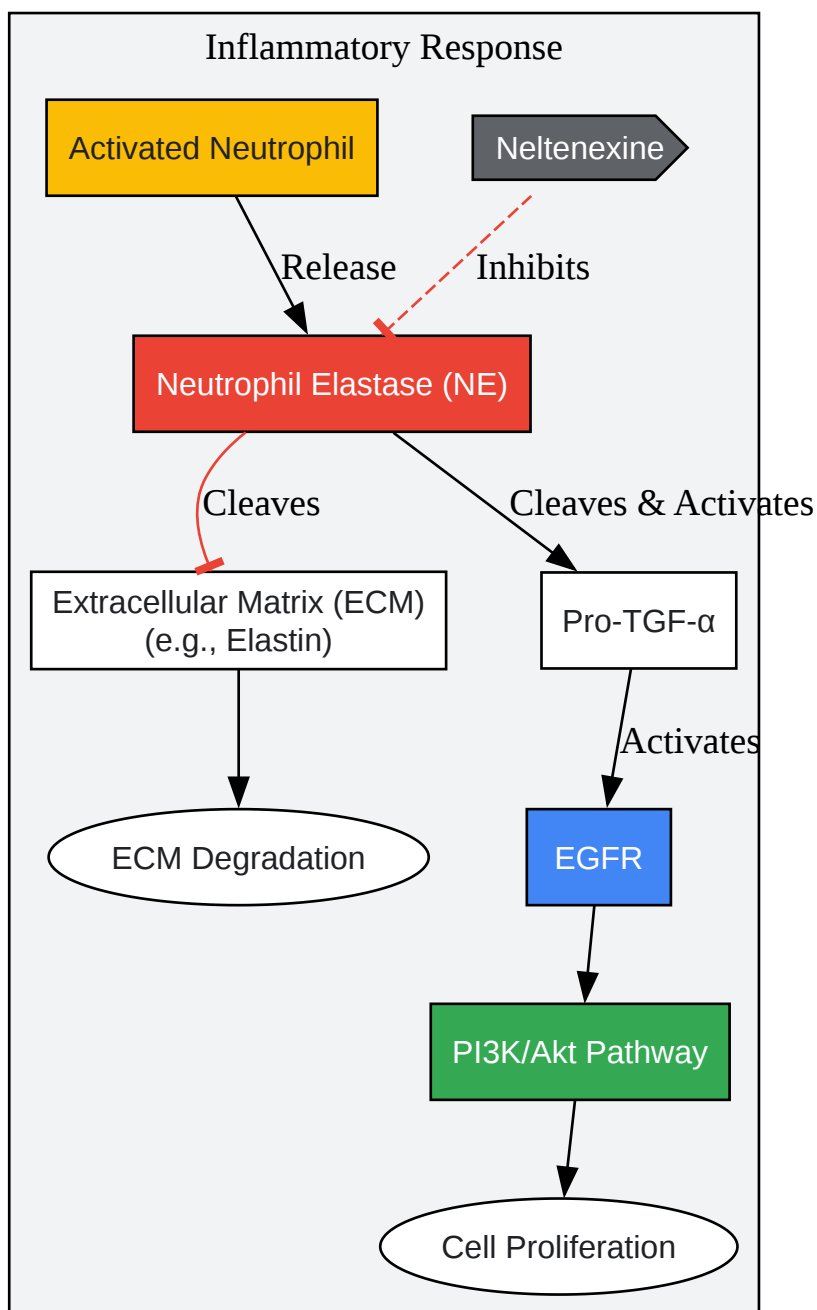 Inflammatory Response
Activated Neutrophil
Neltenexine
Release
Inhibits
Neutrophil Elastase (NE)
Cleaves
Cleaves & Activates
Extracellular Matrix (ECM)
(e.g., Elastin)
Pro-TGF-α
Activates
ECM Degradation
EGFR
PI3K/Akt Pathway
Cell Proliferation